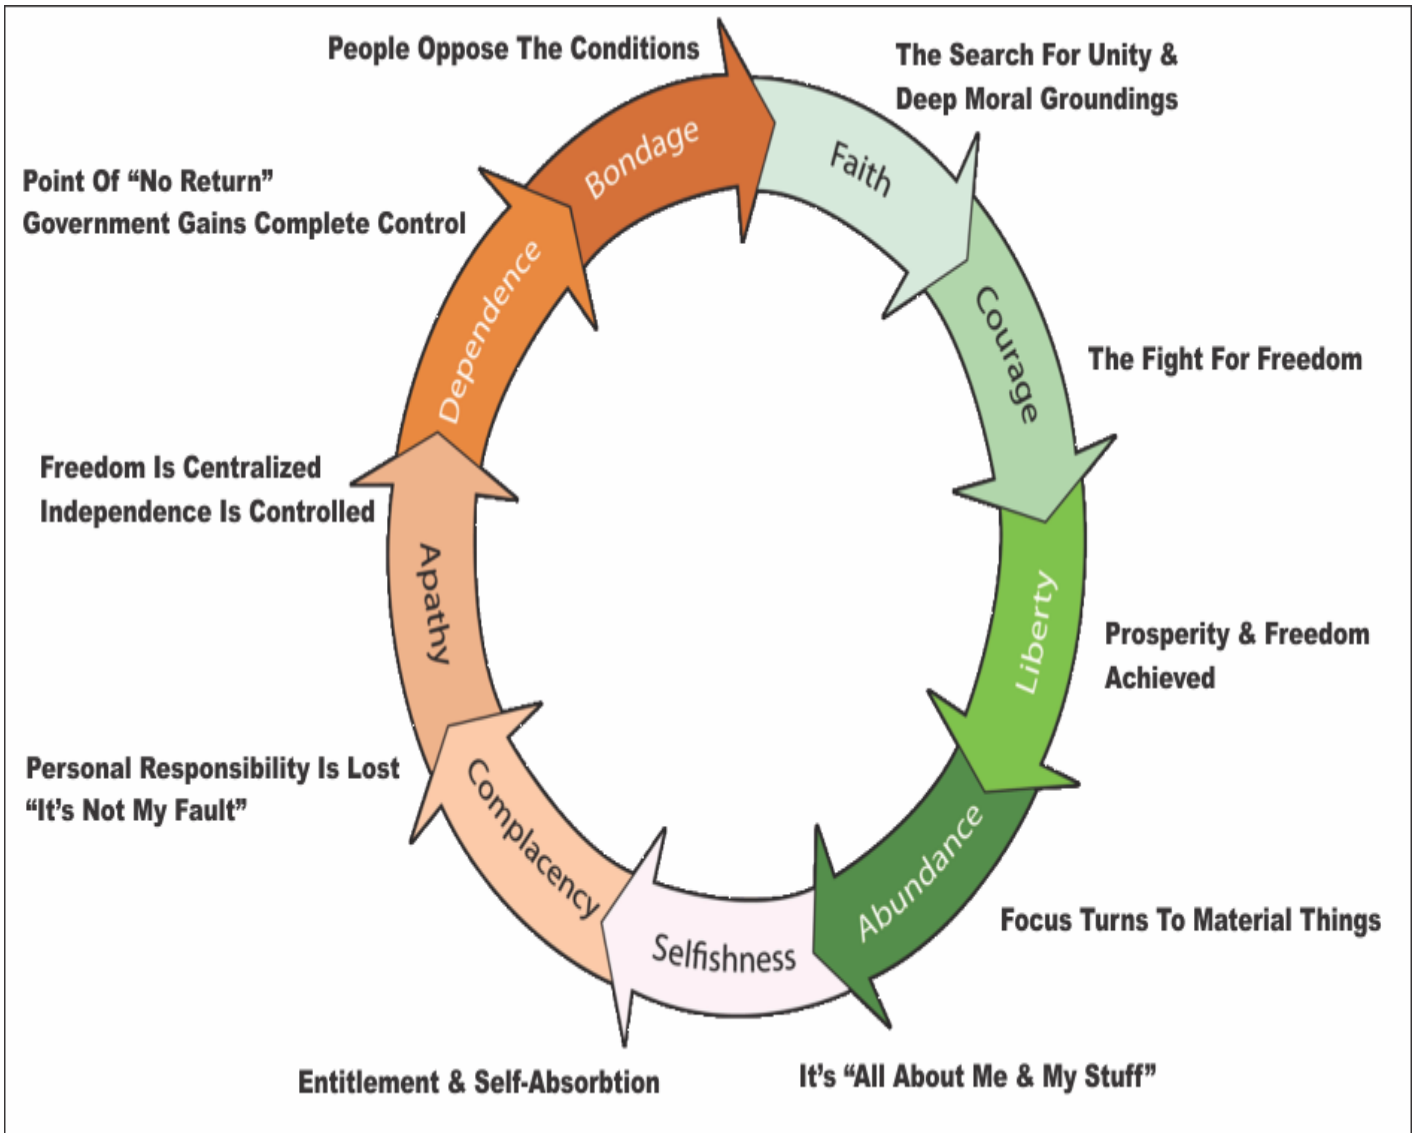 People Oppose The Conditions
The Search For Unity &
Deep Moral Groundings
Bondage
Faith
Point Of “No Return”
Government Gains Complete Control
Dependence
Courage
The Fight For Freedom
Freedom Is Centralized
Independence Is Controlled
Apathy
Liberty
Prosperity & Freedom
Achieved
Personal Responsibility Is Lost
“It’s Not My Fault”
Complacency
Abundance
Focus Turns To Material Things
Selfishness
Entitlement & Self-Absorbtion
It’s “All About Me & My Stuff”